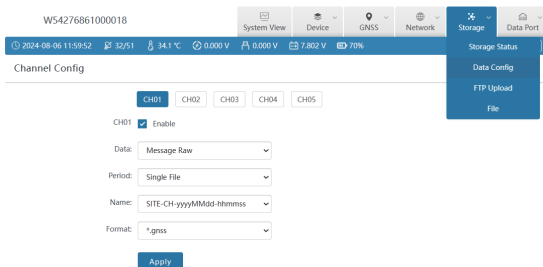 W54276861000018
System View
Device
GNSS
Network
Storage
Data Port
2024-08-06 11:59:52 32/51 34.1 ℃ 0.000 V 0.000 V 7.802 V 70%
Storage Status
Data Config
FTP Upload
File
Channel Config
CH01 CH02 CH03 CH04 CH05
CH01 Enable
Data: Message Raw
Period: Single File
Name: SITE-CH-yyyyMMdd-hhmmss
Format: *.gnss
Apply